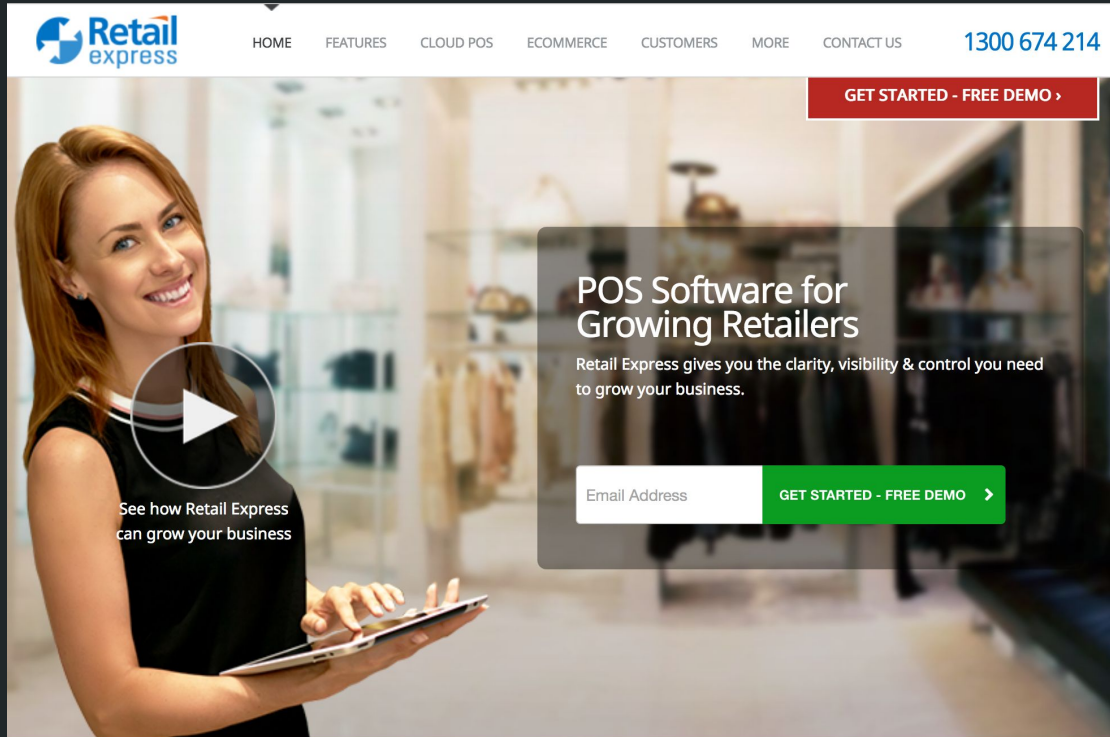 Retail
express
HOME
FEATURES
CLOUD POS
ECOMMERCE
CUSTOMERS
MORE
CONTACT US
1300 674 214
GET STARTED - FREE DEMO ›
POS Software for
Growing Retailers
Retail Express gives you the clarity, visibility & control you need
to grow your business.
Email Address
GET STARTED - FREE DEMO
See how Retail Express
can grow your business